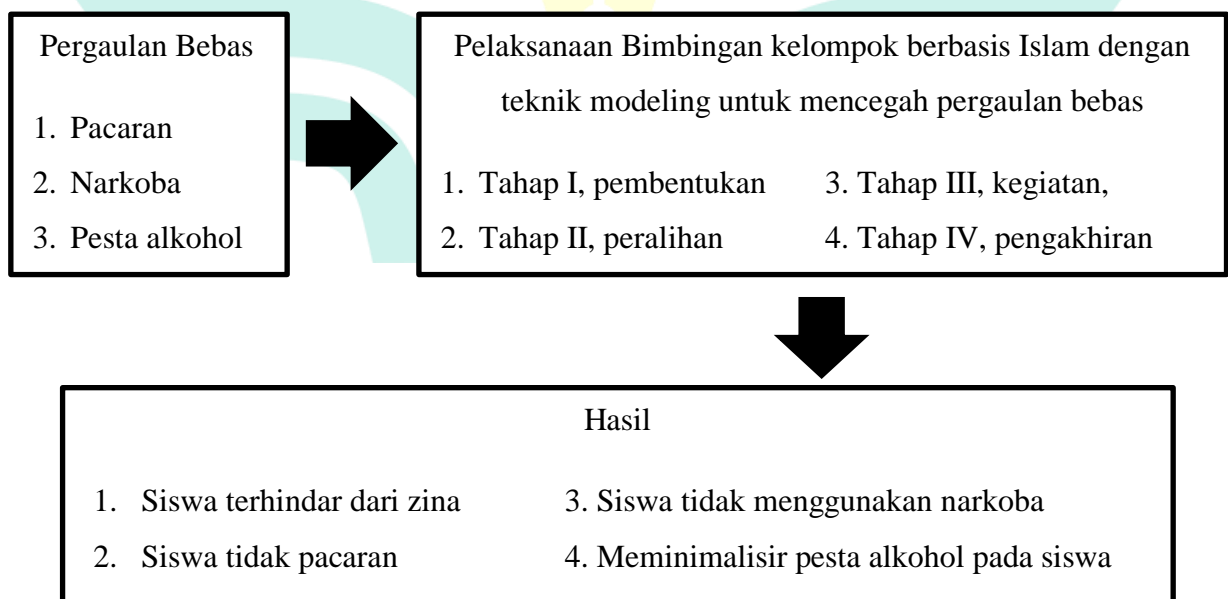 Pergaulan Bebas
1. Pacaran
2. Narkoba
3. Pesta alkohol
Pelaksanaan Bimbingan kelompok berbasis Islam dengan
teknik modeling untuk mencegah pergaulan bebas
1. Tahap I, pembentukan
2. Tahap II, peralihan
3. Tahap III, kegiatan,
4. Tahap IV, pengakhiran
Hasil
1. Siswa terhindar dari zina
2. Siswa tidak pacaran
3. Siswa tidak menggunakan narkoba
4. Meminimalisir pesta alkohol pada siswa